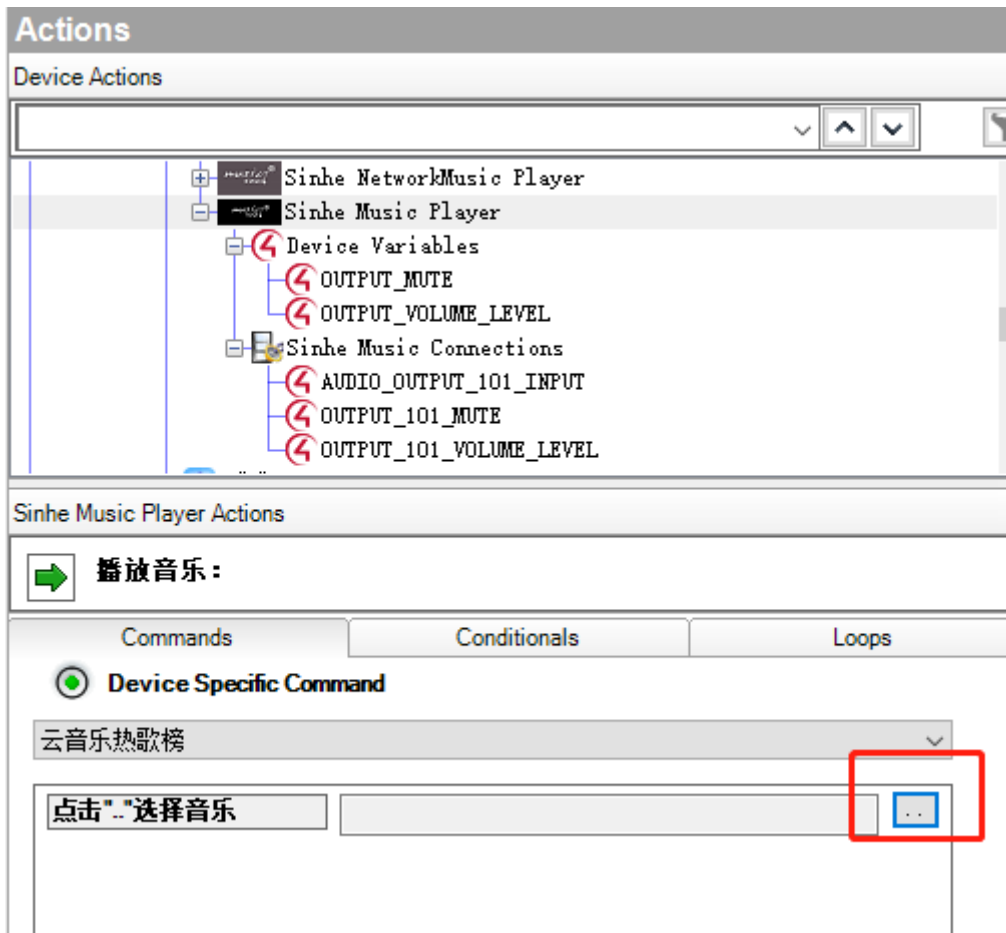 Actions
Device Actions
Sinhe NetworkMusic Player
Sinhe Music Player
Device Variables
OUTPUT_MUTE
OUTPUT_VOLUME_LEVEL
Sinhe Music Connections
AUDIO_OUTPUT_101_INPUT
OUTPUT_101_MUTE
OUTPUT_101_VOLUME_LEVEL
Sinhe Music Player Actions
播放音乐：
Commands Conditionals Loops
Device Specific Command
云音乐热歌榜
点击".."选择音乐 ..